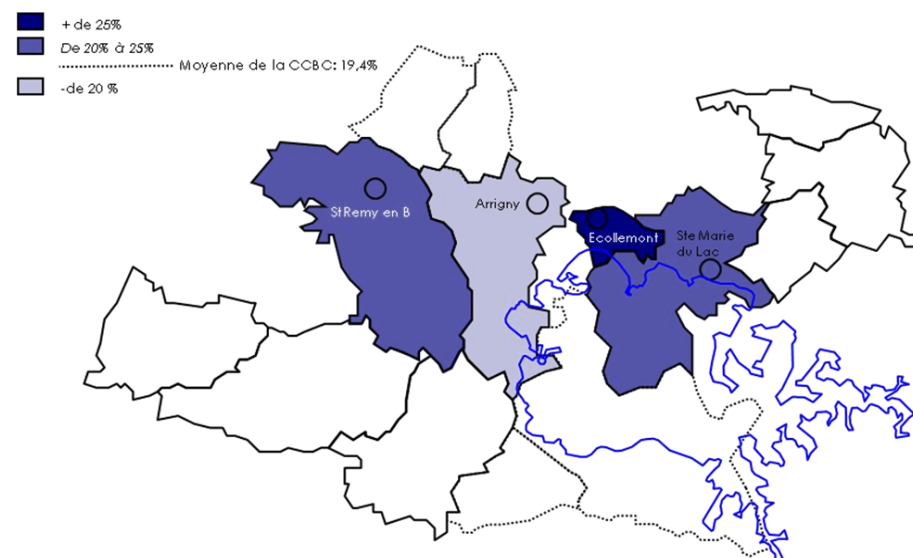 + de 25%
De 20% à 25%
Moyenne de la CCBC: 19,4%
-de 20 %
St Remy en B
Arrigny
Ecollemont
Ste Marie
du Lac